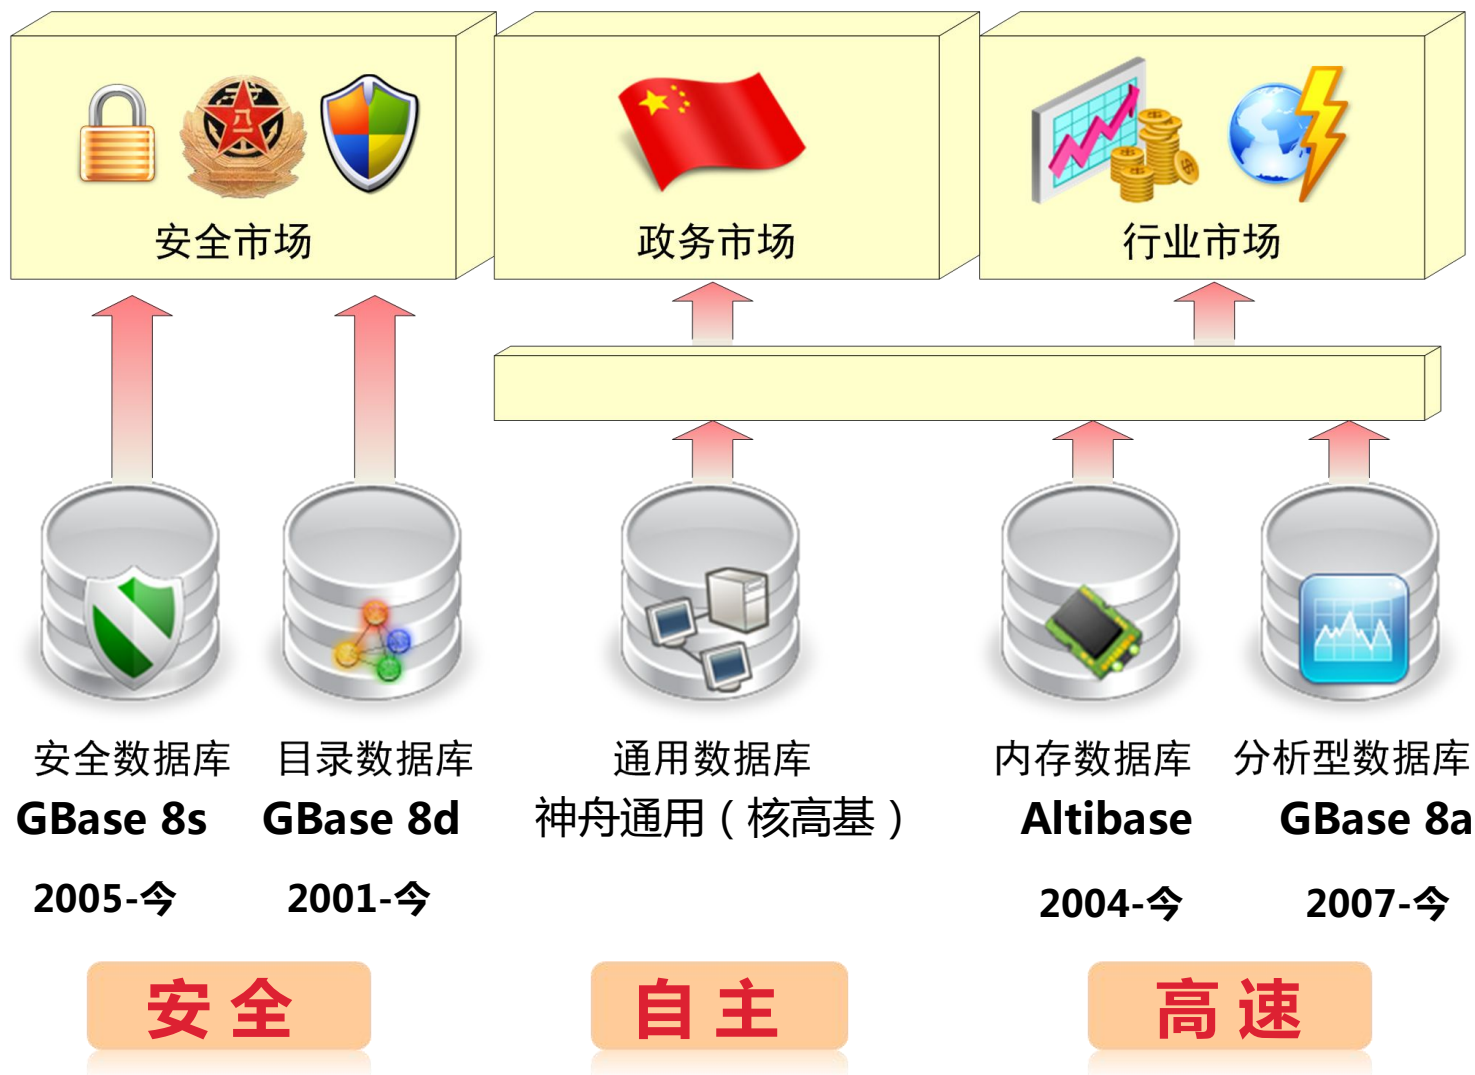 安全市场
政务市场
行业市场
安全数据库
目录数据库
通用数据库
内存数据库
分析型数据库
GBase 8s
GBase 8d
神舟通用（核高基）
Altibase
GBase 8a
2005-今
2001-今
2004-今
2007-今
安全
自主
高速